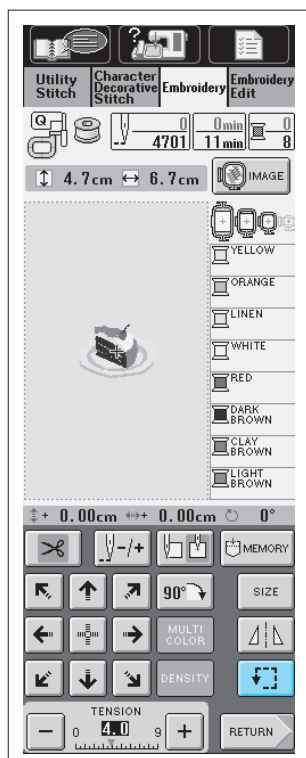 Utility Stitch
Character Decorative Stitch
Embroidery
Embroidery Edit
Q
0
4701
0min
11min
0
8
4.7cm 6.7cm
IMAGE
YELLOW
ORANGE
LINEN
WHITE
RED
DARK BROWN
CLAY BROWN
LIGHT BROWN
+ 0.00cm + 0.00cm 0°
-/+
MEMORY
90°
SIZE
MULTI COLOR
DENSITY
TENSION
− 0 4.0 9 +
RETURN